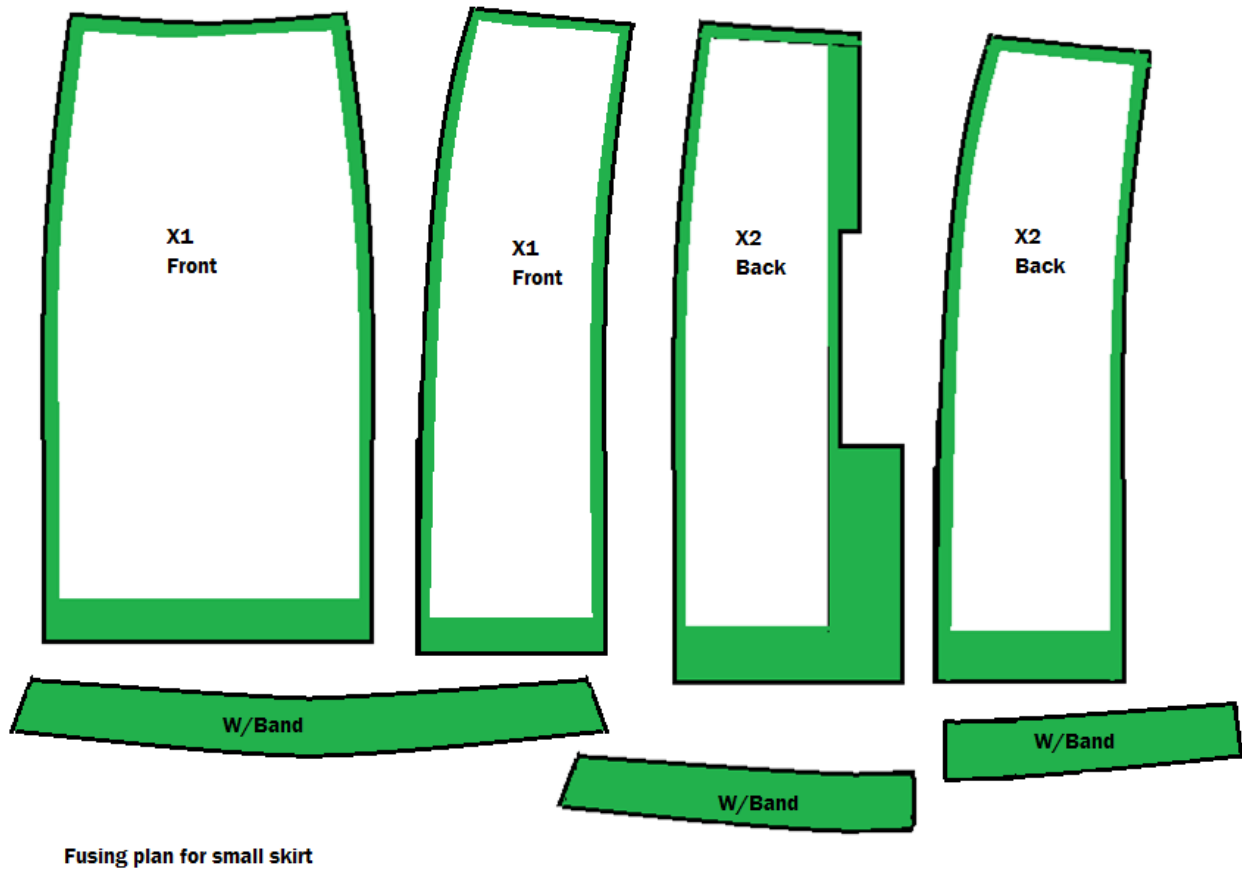 X1
Front
X1
Front
X2
Back
X2
Back
W/Band
W/Band
W/Band
Fusing plan for small skirt